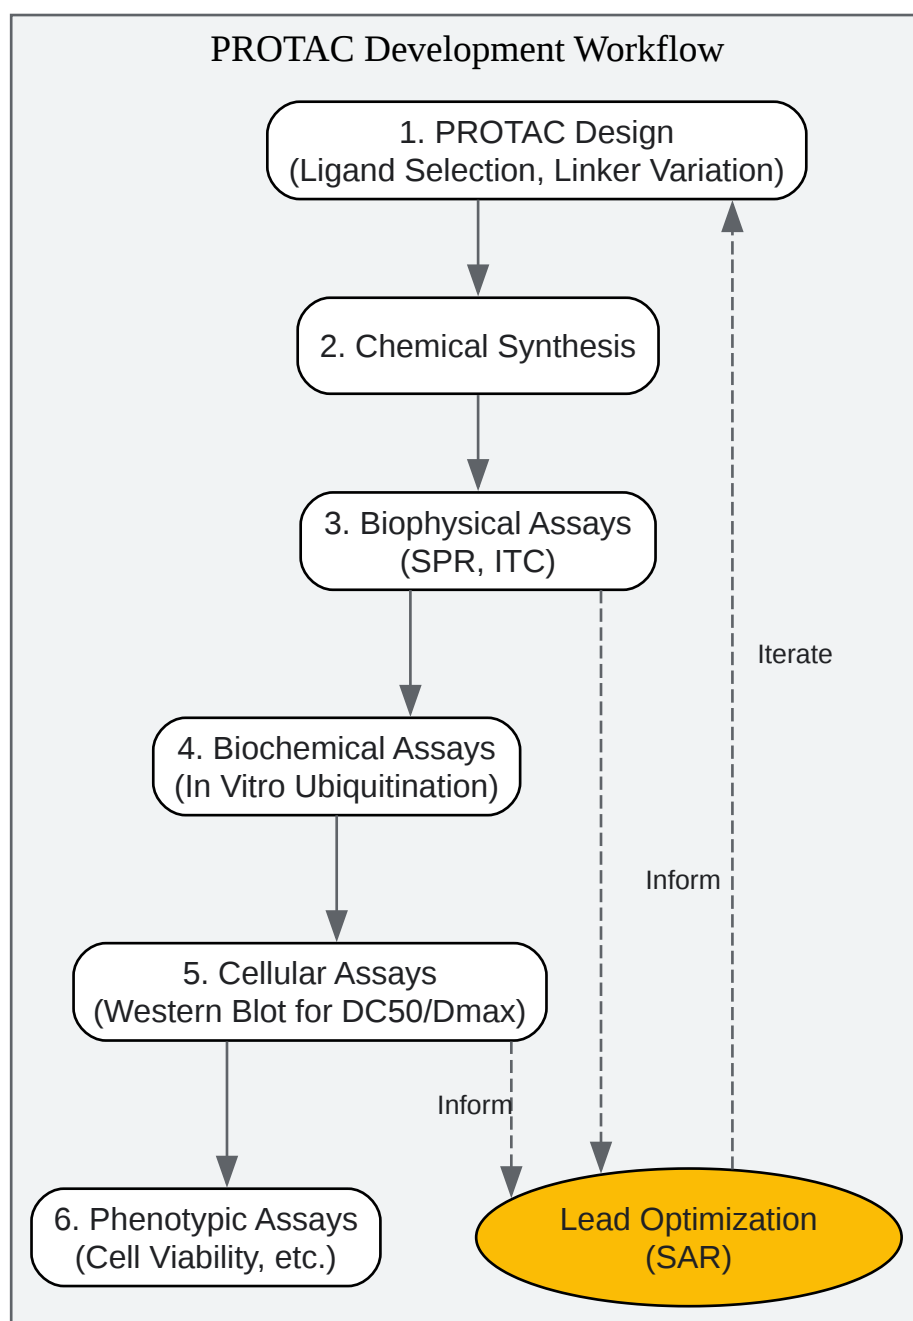 PROTAC Development Workflow
1. PROTAC Design
(Ligand Selection, Linker Variation)
2. Chemical Synthesis
3. Biophysical Assays
(SPR, ITC)
Iterate
4. Biochemical Assays
(In Vitro Ubiquitination)
Inform
5. Cellular Assays
(Western Blot for DC50/Dmax)
Inform
6. Phenotypic Assays
(Cell Viability, etc.)
Lead Optimization
(SAR)